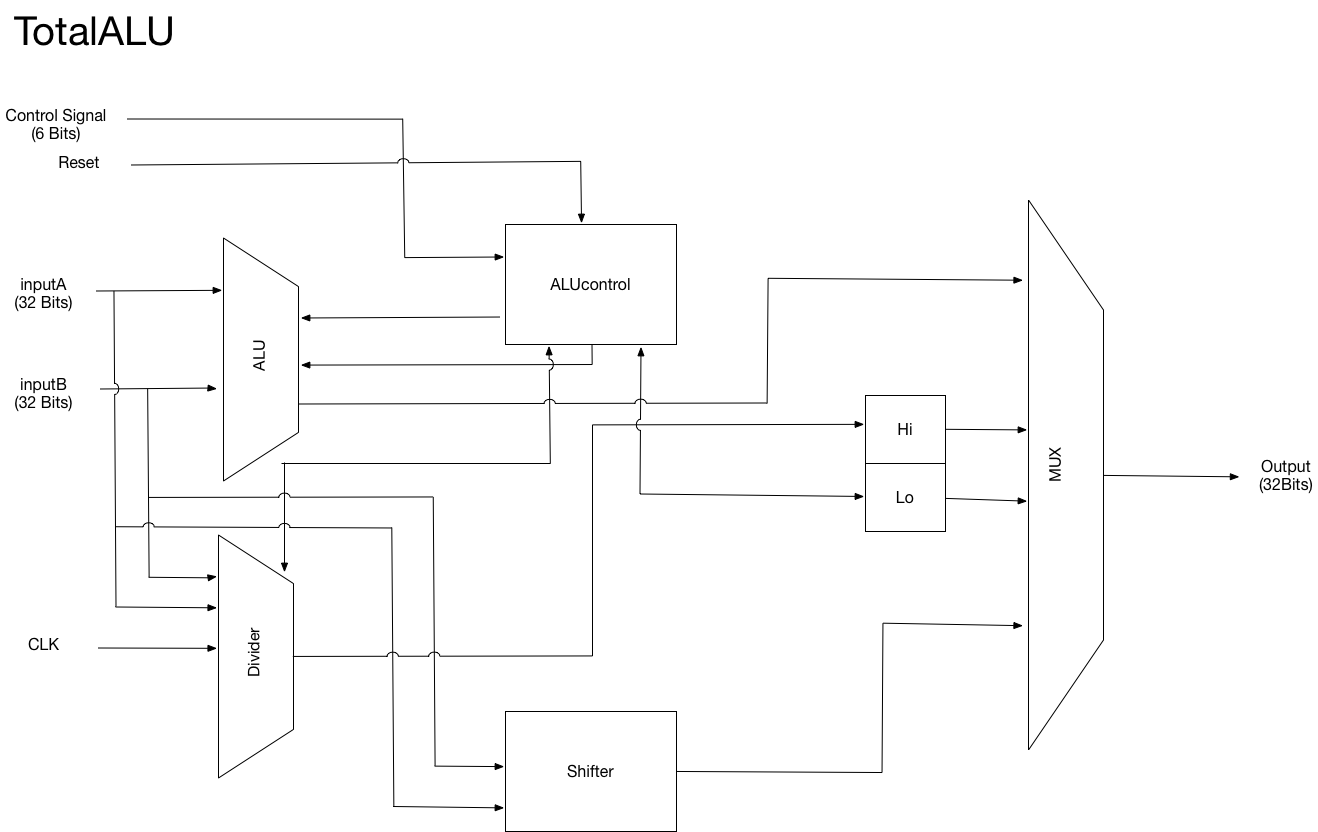 TotalALU
Control Signal
(6 Bits)
Reset
inputA
(32 Bits)
ALUcontrol
ALU
inputB
(32 Bits)
Hi
MUX
Output
(32Bits)
Lo
CLK
Divider
Shifter